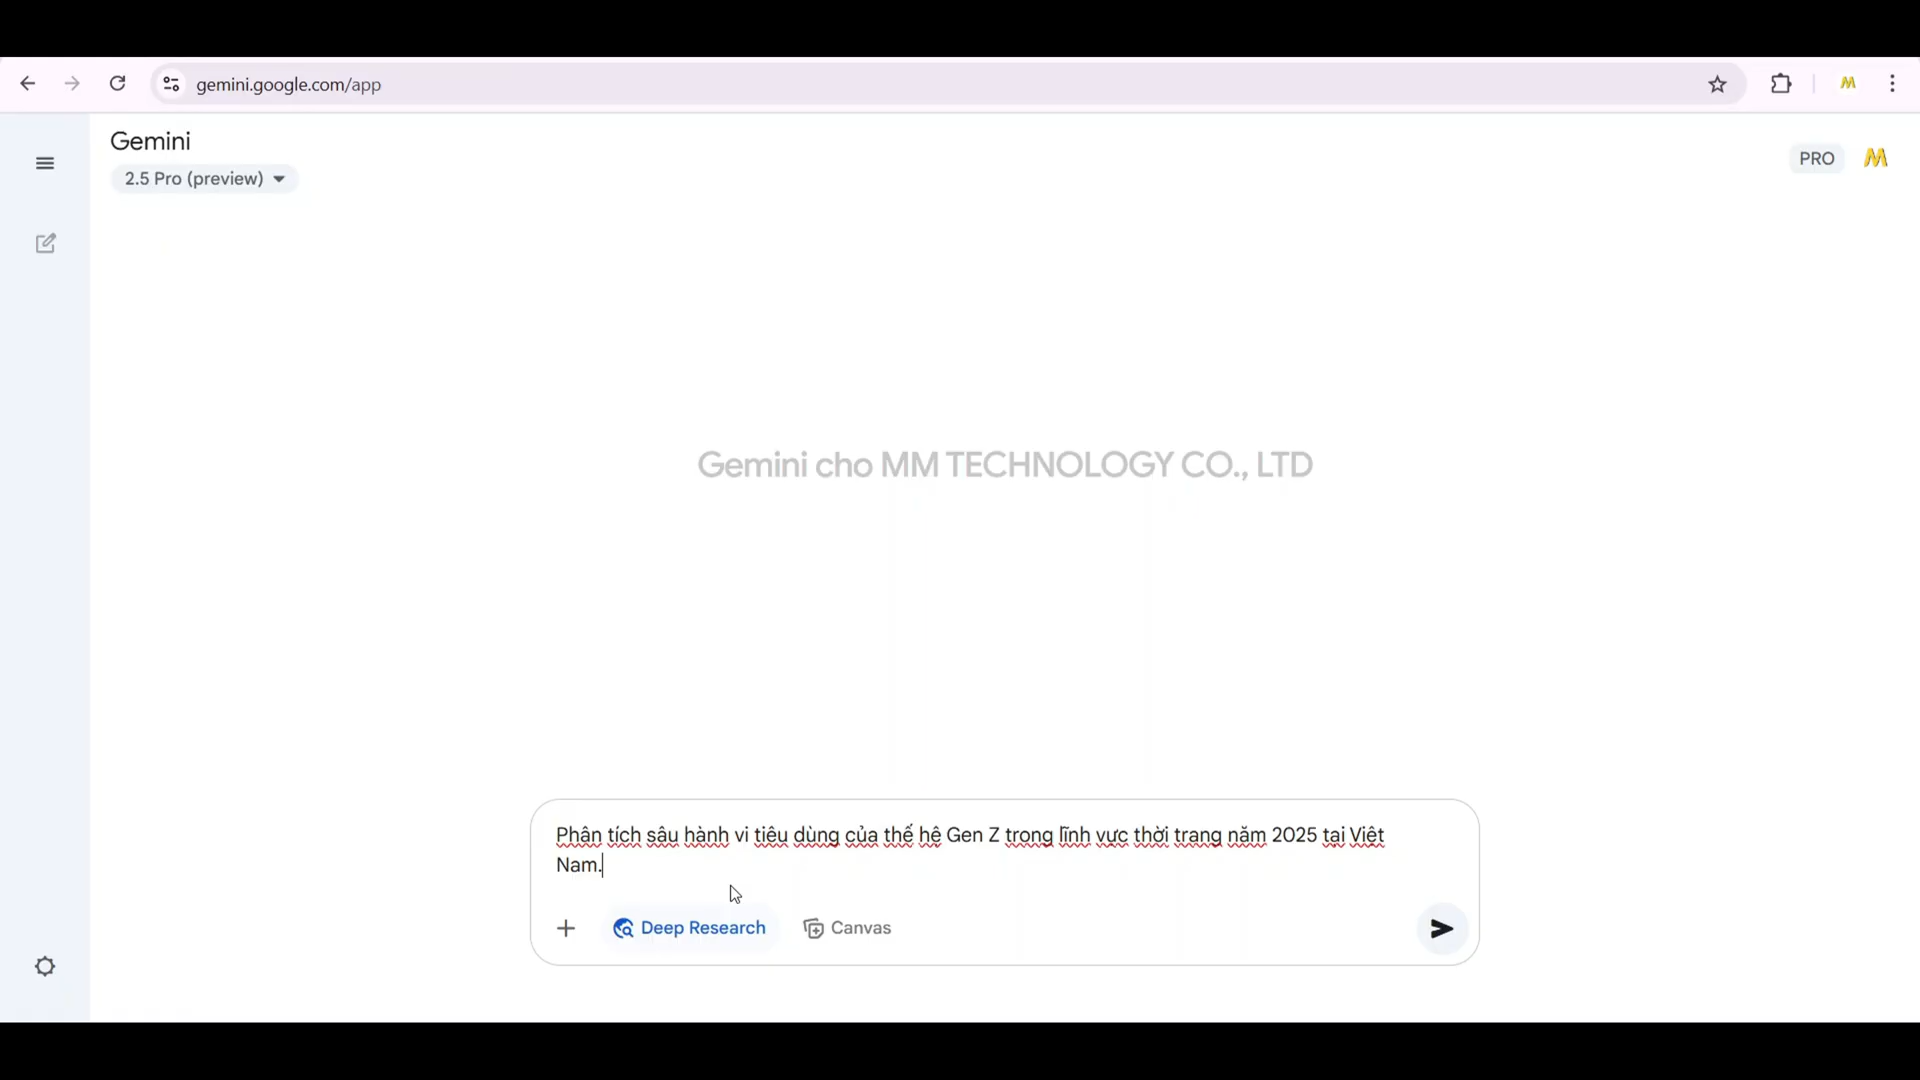 gemini.google.com/app
Gemini
2.5 Pro (preview)
PRO
Gemini cho MM TECHNOLOGY CO., LTD
Phân tích sâu hành vi tiêu dùng của thế hệ Gen Z trong lĩnh vực thời trang năm 2025 tại Việt
Nam.
Deep Research
Canvas